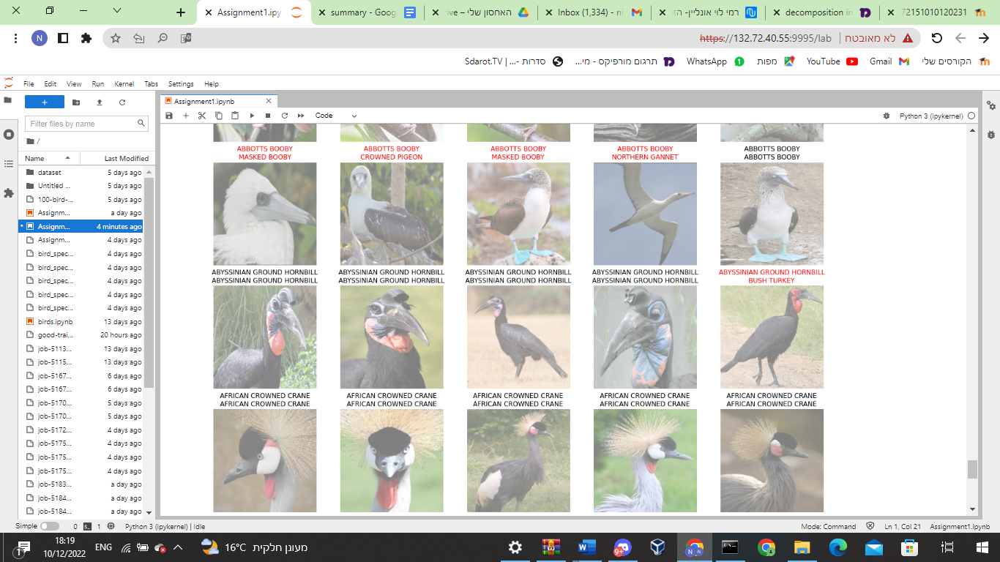 Assignment1.ipy
summary - Goog
האחסון שלי – ive
Inbox (1,334) - ni
רמי לוי אונליין- הז
decomposition in
72151010120231
N
https://132.72.40.55:9995/lab
לא מאובטח
הקורסים שלי
Gmail
YouTube
מפות
WhatsApp
תרגום מורפיקס - מי...
Sdarot.TV | ...- סדרות
File Edit View Run Kernel Tabs Settings Help
Assignment1.ipynb
Filter files by name
Code
Python 3 (ipykernel)
/
Name Last Modified
dataset 5 days ago
Untitled ... 5 days ago
100-bird-... 5 days ago
Assignm... a day ago
Assignm... 4 minutes ago
Assignm... 4 days ago
bird_spec... 4 days ago
bird_spec... 4 days ago
bird_spec... 4 days ago
bird_spec... 4 days ago
bird_spec... 4 days ago
birds.ipynb 13 days ago
good-trai... 20 hours ago
job-5113... 13 days ago
job-5115... 13 days ago
job-5167... 6 days ago
job-5167... 6 days ago
job-5170... 5 days ago
job-5170... 5 days ago
job-5172... 4 days ago
job-5175... 4 days ago
job-5175... 4 days ago
job-5175... 4 days ago
job-5183... a day ago
job-5184... a day ago
job-5184... a day ago
ABBOTTS BOOBY ABBOTTS BOOBY ABBOTTS BOOBY ABBOTTS BOOBY ABBOTTS BOOBY
MASKED BOOBY CROWNED PIGEON MASKED BOOBY NORTHERN GANNET ABBOTTS BOOBY
ABYSSINIAN GROUND HORNBILL ABYSSINIAN GROUND HORNBILL ABYSSINIAN GROUND HORNBILL ABYSSINIAN GROUND HORNBILL ABYSSINIAN GROUND HORNBILL
ABYSSINIAN GROUND HORNBILL ABYSSINIAN GROUND HORNBILL ABYSSINIAN GROUND HORNBILL ABYSSINIAN GROUND HORNBILL BUSH TURKEY
AFRICAN CROWNED CRANE AFRICAN CROWNED CRANE AFRICAN CROWNED CRANE AFRICAN CROWNED CRANE AFRICAN CROWNED CRANE
AFRICAN CROWNED CRANE AFRICAN CROWNED CRANE AFRICAN CROWNED CRANE AFRICAN CROWNED CRANE AFRICAN CROWNED CRANE
Simple 0 1 Python 3 (ipykernel) | Idle
Mode: Command Ln 1, Col 21 Assignment1.ipynb
18:19
10/12/2022
ENG
16°C מעונן חלקית
9+